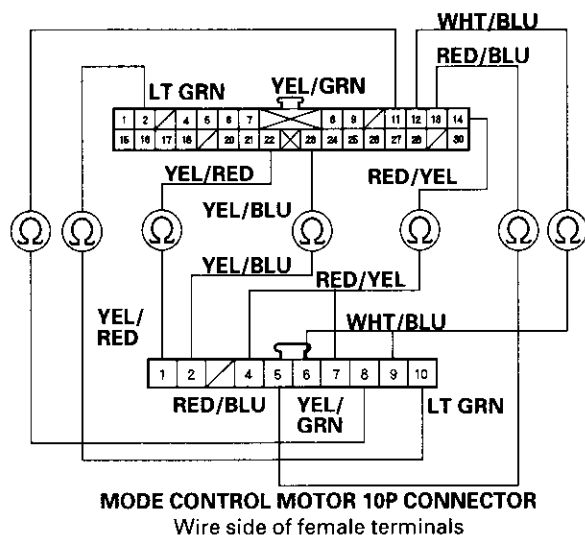 WHT/BLU
RED/BLU
YEL/GRN
LT GRN
1 2 4 5 6 7 8 9 11 12 13 14
15 16 17 18 20 21 22 23 24 25 26 27 28 30
YEL/RED
RED/YEL
YEL/BLU
Ω Ω Ω Ω Ω Ω
YEL/BLU
RED/YEL
YEL/
RED
WHT/BLU
1 2 4 5 6 7 8 9 10
RED/BLU
YEL/
GRN
LT GRN
MODE CONTROL MOTOR 10P CONNECTOR
Wire side of female terminals